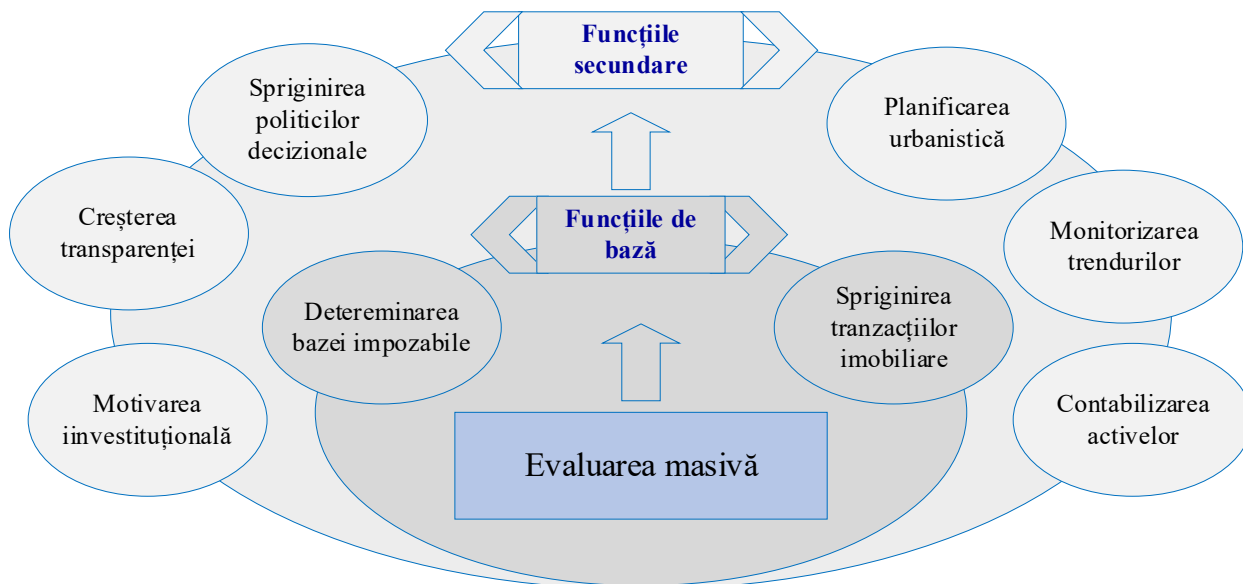 Funcțiile
secundare
Spriginirea
politicilor
decizionale
Planificarea
urbanistică
Creșterea
transparenței
Funcțiile de
bază
Monitorizarea
trendurilor
Detereminarea
bazei impozabile
Spriginirea
tranzacțiilor
imobiliare
Motivarea
iinvestituțională
Contabilizarea
activelor
Evaluarea masivă